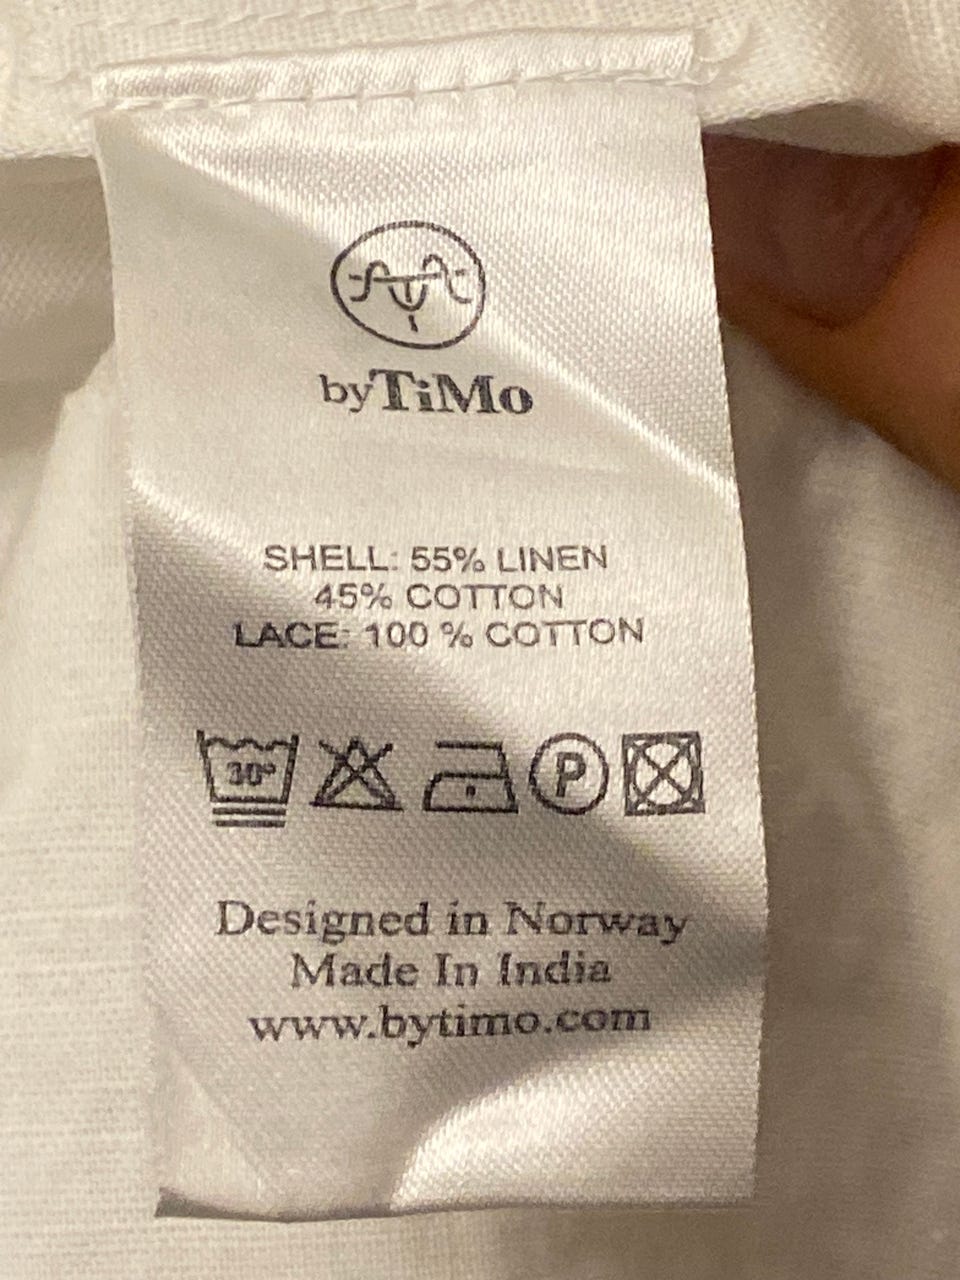 byTiMo
SHELL: 55% LINEN
45% COTTON
LACE: 100 % COTTON
30°
P
Designed in Norway
Made In India
www.bytimo.com